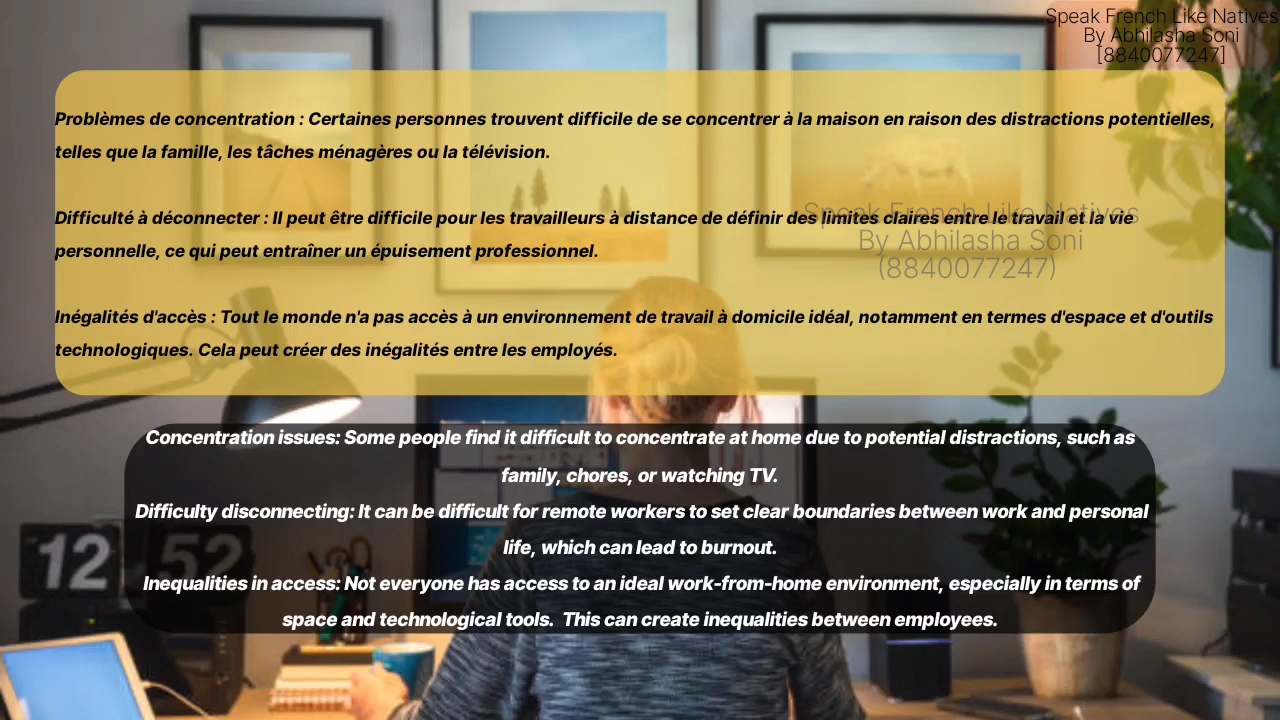 Speak French Like Natives
By Abhilasha Soni
[8840077247]
Problèmes de concentration : Certaines personnes trouvent difficile de se concentrer à la maison en raison des distractions potentielles,
telles que la famille, les tâches ménagères ou la télévision.
Difficulté à déconnecter : Il peut être difficile pour les travailleurs à distance de définir des limites claires entre le travail et la vie
personnelle, ce qui peut entraîner un épuisement professionnel.
Speak French Like Natives
By Abhilasha Soni
(8840077247)
Inégalités d'accès : Tout le monde n'a pas accès à un environnement de travail à domicile idéal, notamment en termes d'espace et d'outils
technologiques. Cela peut créer des inégalités entre les employés.
Concentration issues: Some people find it difficult to concentrate at home due to potential distractions, such as
family, chores, or watching TV.
Difficulty disconnecting: It can be difficult for remote workers to set clear boundaries between work and personal
life, which can lead to burnout.
Inequalities in access: Not everyone has access to an ideal work-from-home environment, especially in terms of
space and technological tools.  This can create inequalities between employees.
12 52